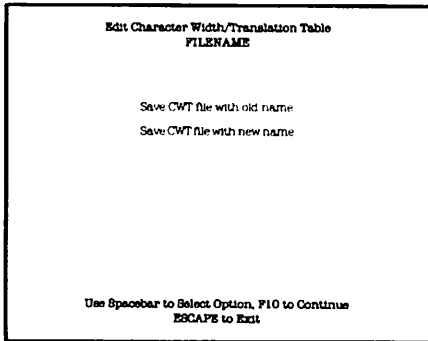 Edit Character Width/Translation Table
FILENAME
Save CWT file with old name
Save CWT file with new name
Use Spacebar to Select Option, F10 to Continue
ESCAPE to Exit